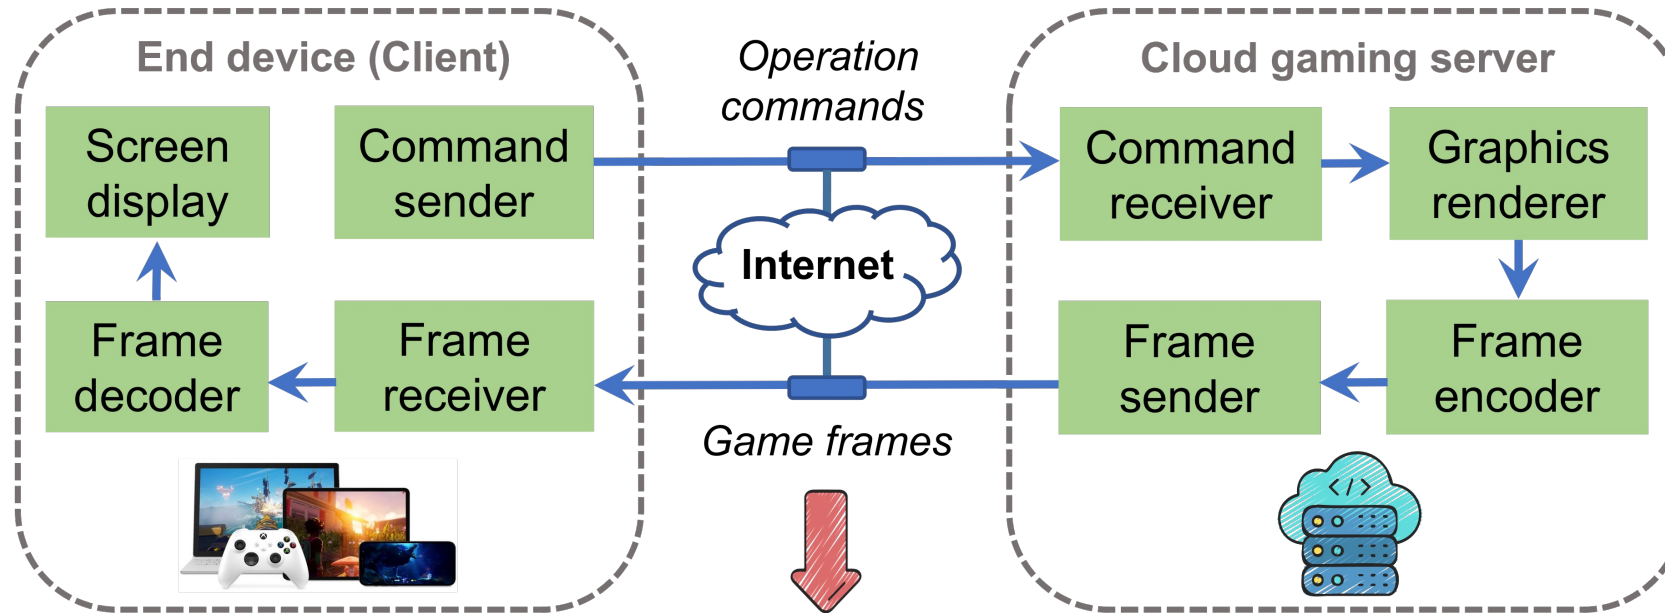 End device (Client)
Screen
display
Command
sender
Frame
decoder
Frame
receiver
Operation
commands
Internet
Game frames
Cloud gaming server
Command
receiver
Graphics
renderer
Frame
sender
Frame
encoder
</>